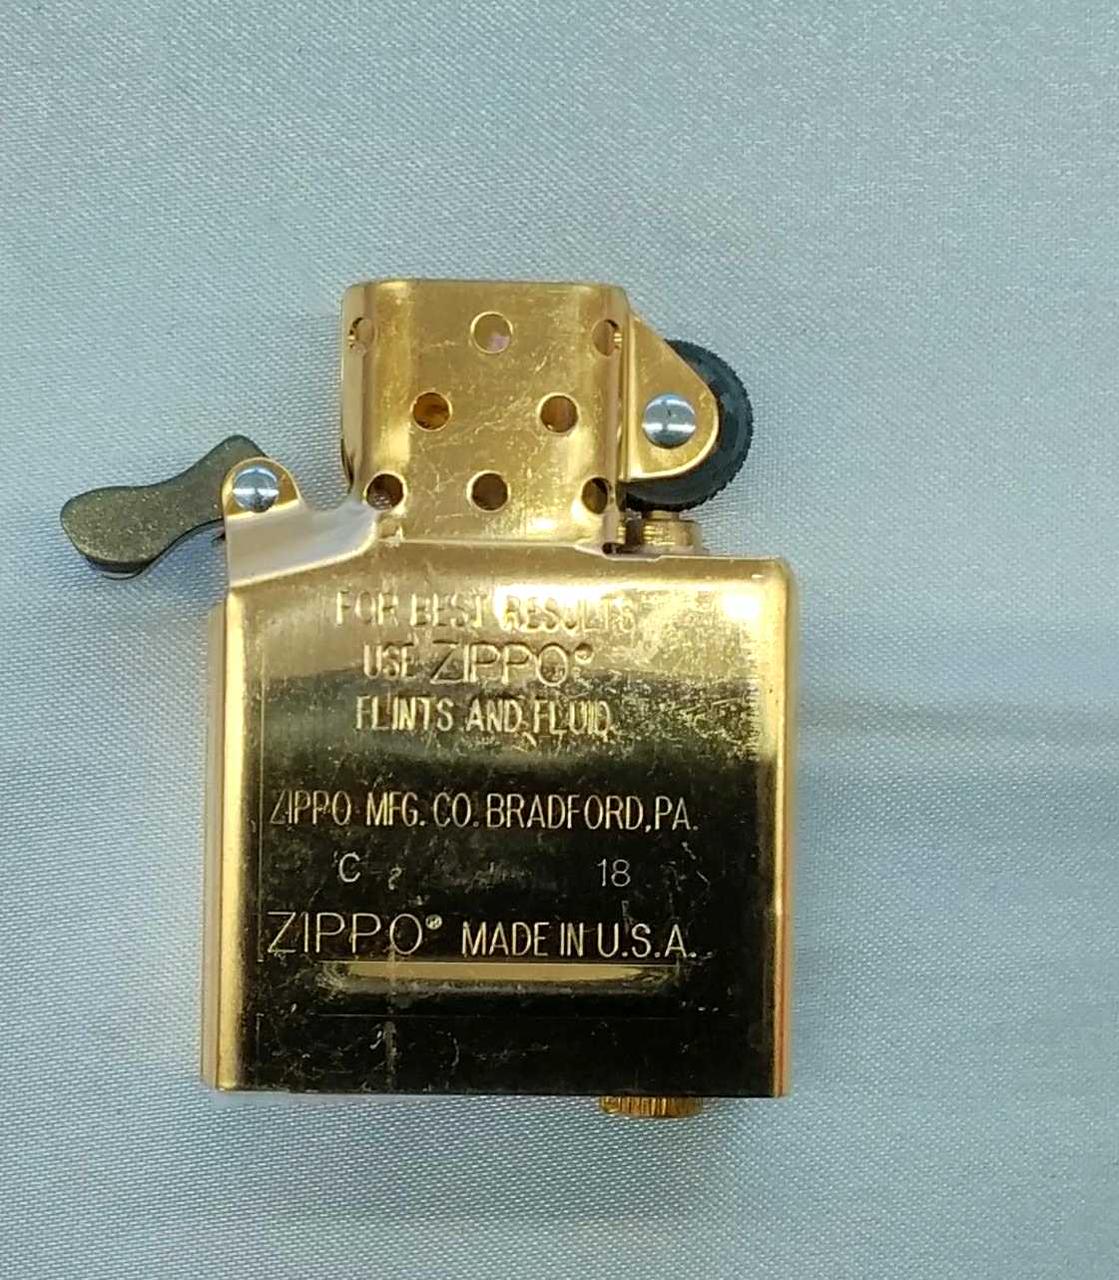 FOR BEST RESULTS
USE ZIPPO®
FLINTS AND FLUID
ZIPPO MFG. CO. BRADFORD, PA.
C 18
ZIPPO® MADE IN U.S.A.